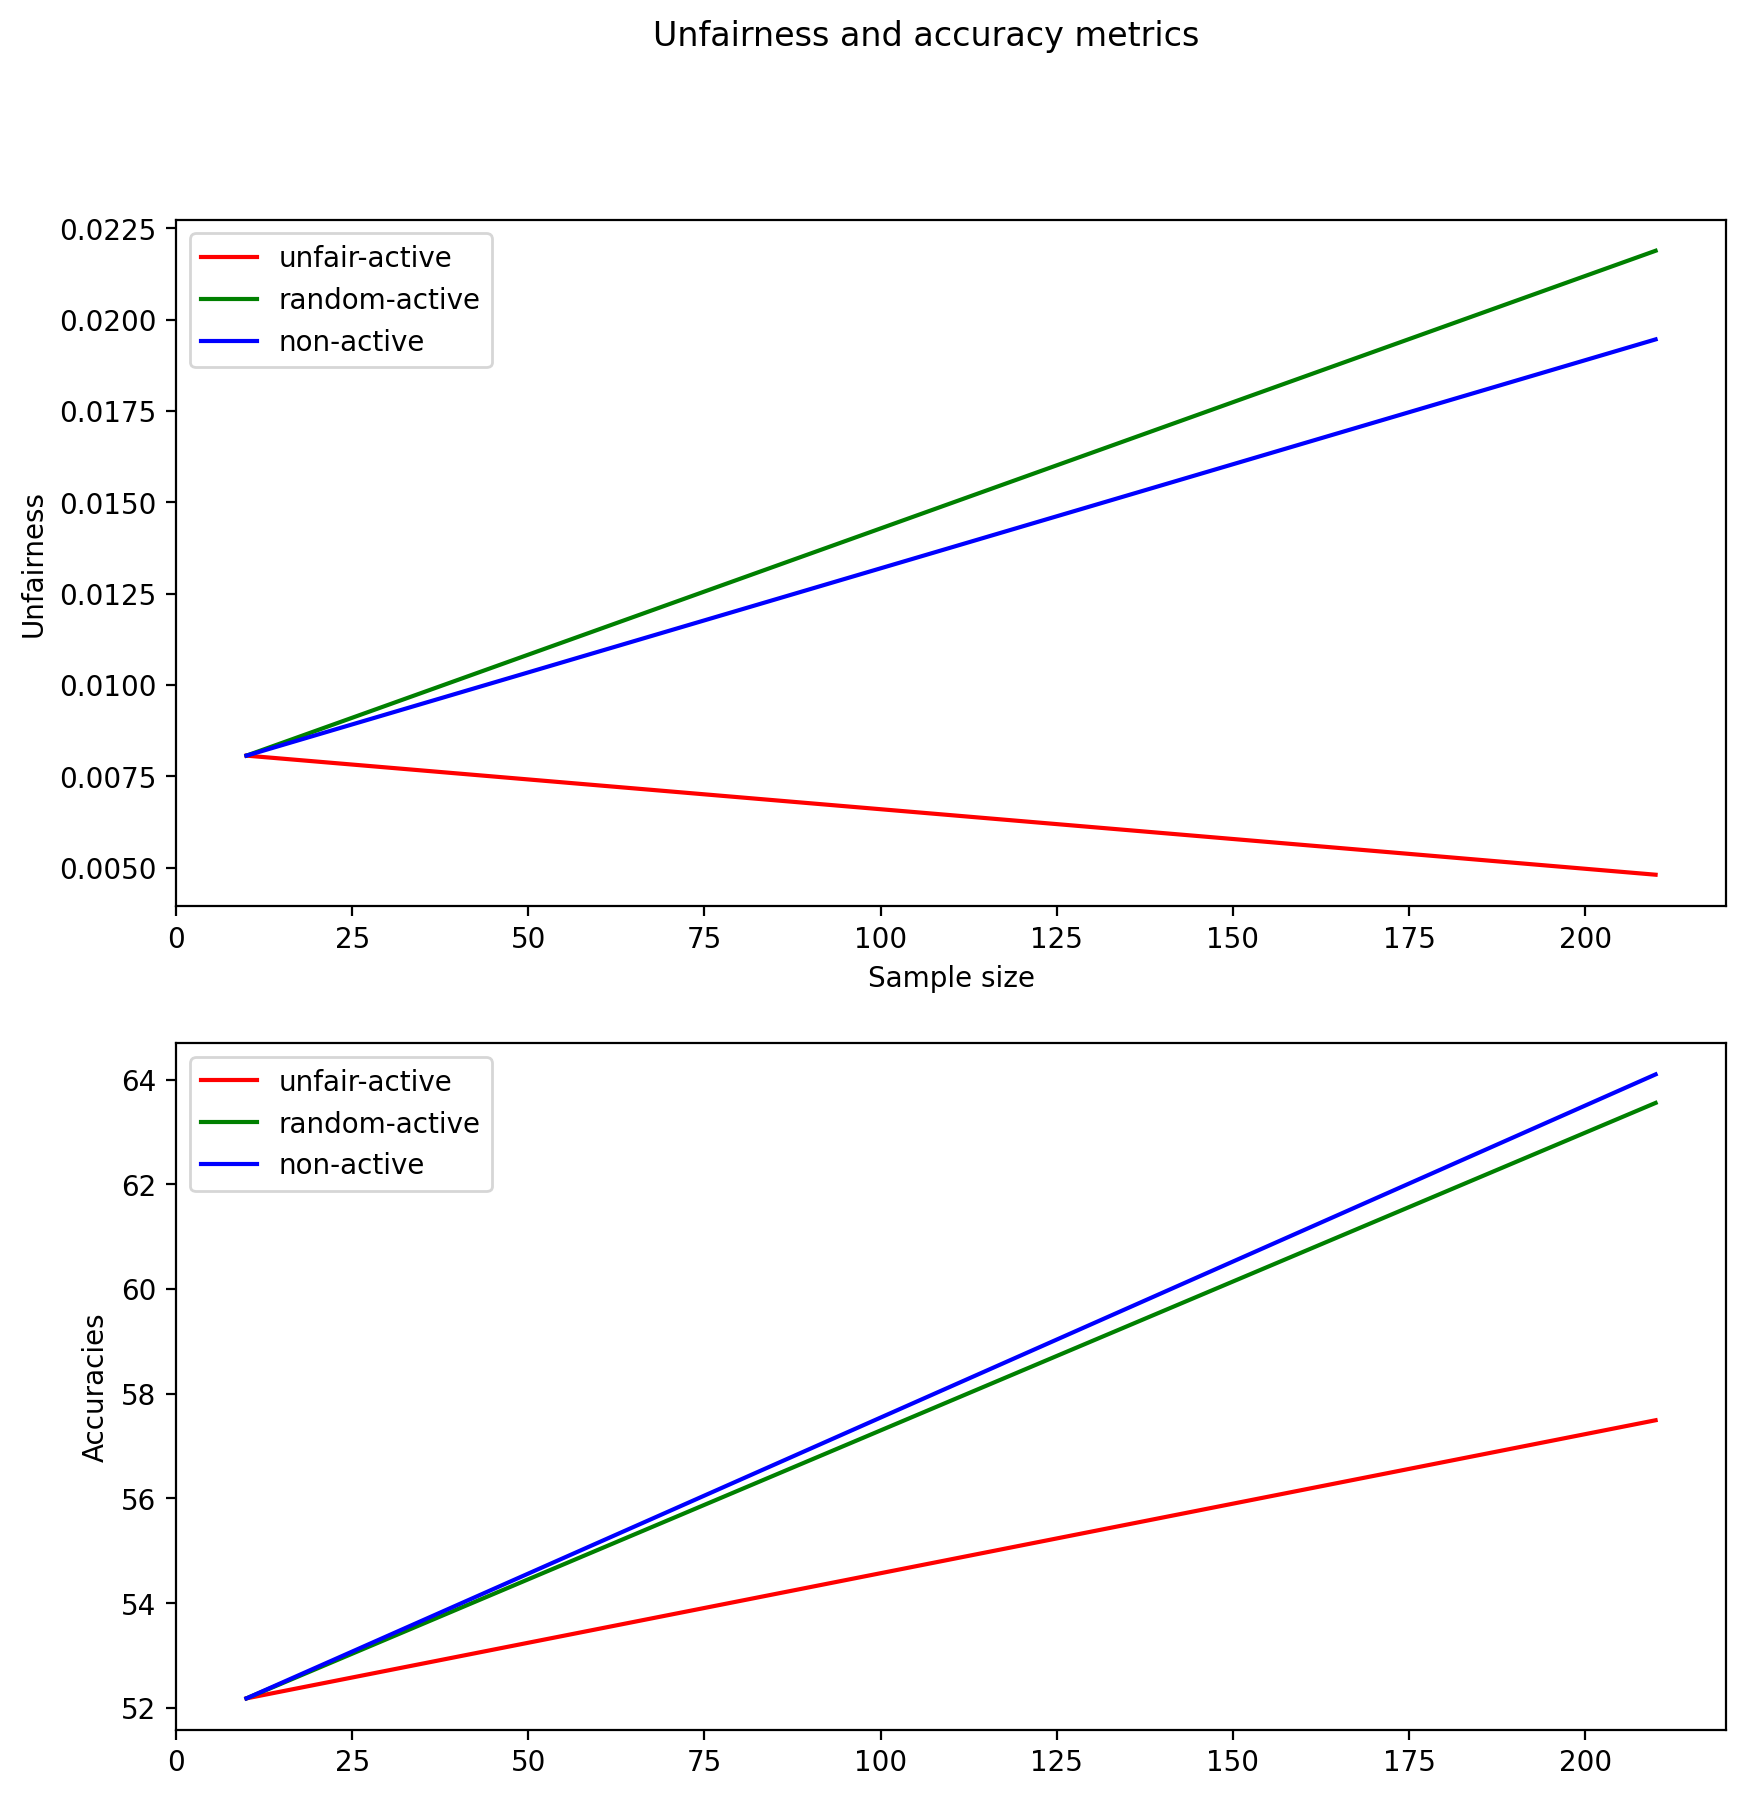 Unfairness and accuracy metrics
0.0225
0.0200
0.0175
0.0150
0.0125
0.0100
0.0075
0.0050
Unfairness
unfair-active
random-active
non-active
0 25 50 75 100 125 150 175 200
Sample size
64
62
60
58
56
54
52
Accuracies
unfair-active
random-active
non-active
0 25 50 75 100 125 150 175 200